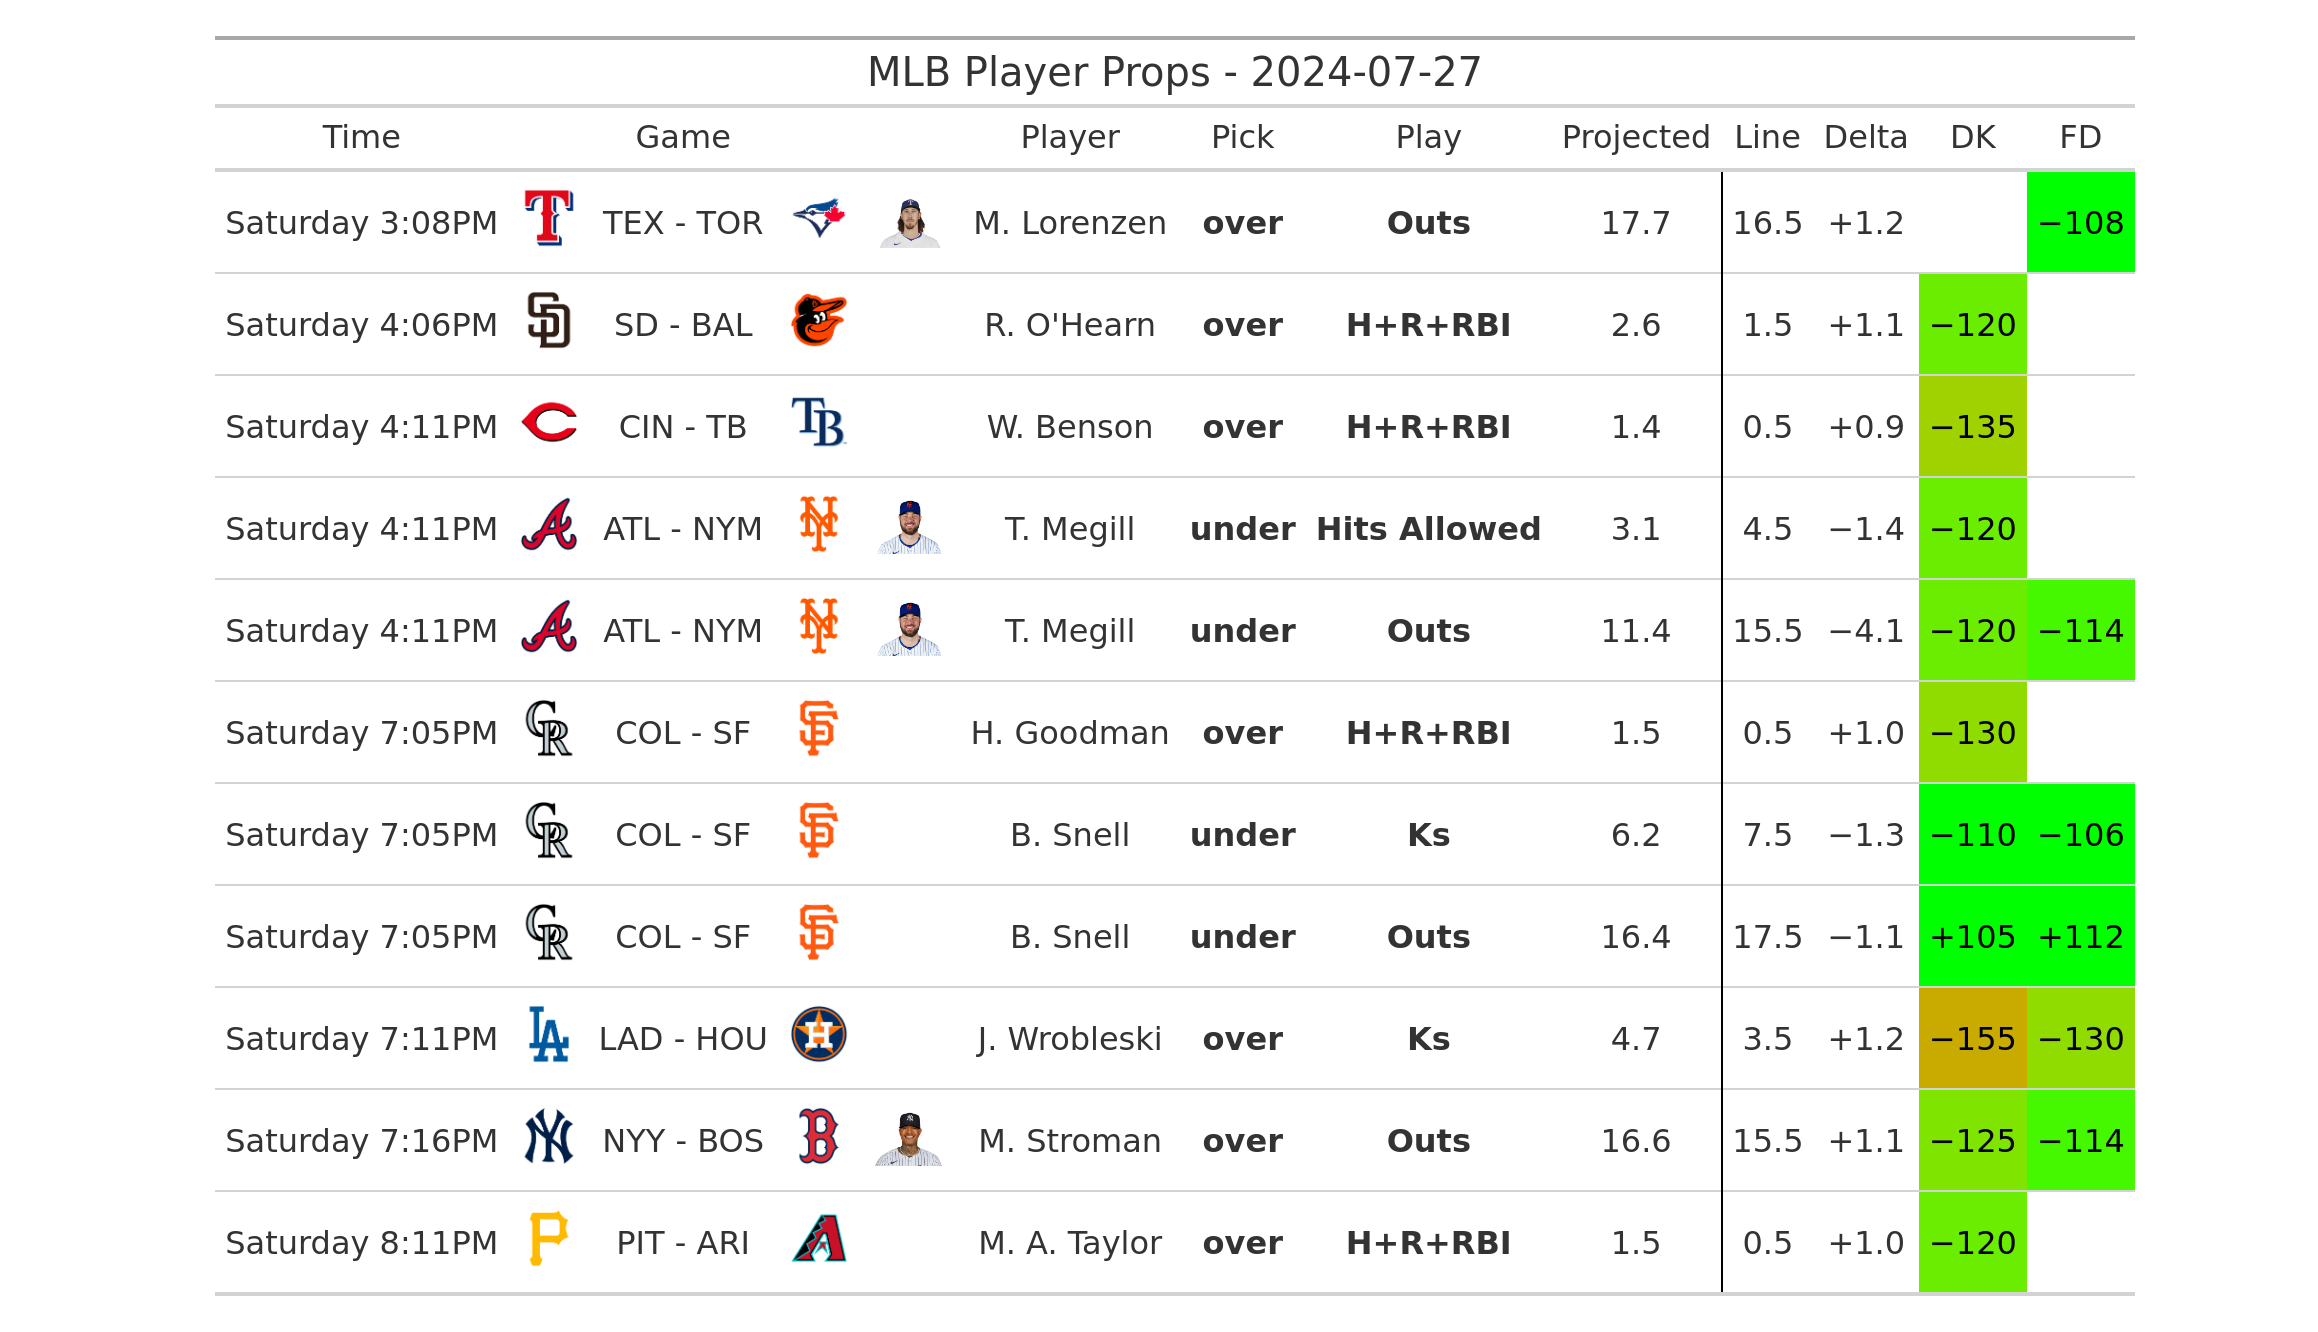 MLB Player Props - 2024-07-27
Time Game Player Pick Play Projected Line Delta DK FD
Saturday 3:08PM TEX - TOR M. Lorenzen over Outs 17.7 16.5 +1.2 −108
Saturday 4:06PM SD - BAL R. O'Hearn over H+R+RBI 2.6 1.5 +1.1 −120
Saturday 4:11PM CIN - TB W. Benson over H+R+RBI 1.4 0.5 +0.9 −135
Saturday 4:11PM ATL - NYM T. Megill under Hits Allowed 3.1 4.5 −1.4 −120
Saturday 4:11PM ATL - NYM T. Megill under Outs 11.4 15.5 −4.1 −120 −114
Saturday 7:05PM COL - SF H. Goodman over H+R+RBI 1.5 0.5 +1.0 −130
Saturday 7:05PM COL - SF B. Snell under Ks 6.2 7.5 −1.3 −110 −106
Saturday 7:05PM COL - SF B. Snell under Outs 16.4 17.5 −1.1 +105 +112
Saturday 7:11PM LAD - HOU J. Wrobleski over Ks 4.7 3.5 +1.2 −155 −130
Saturday 7:16PM NYY - BOS M. Stroman over Outs 16.6 15.5 +1.1 −125 −114
Saturday 8:11PM PIT - ARI M. A. Taylor over H+R+RBI 1.5 0.5 +1.0 −120